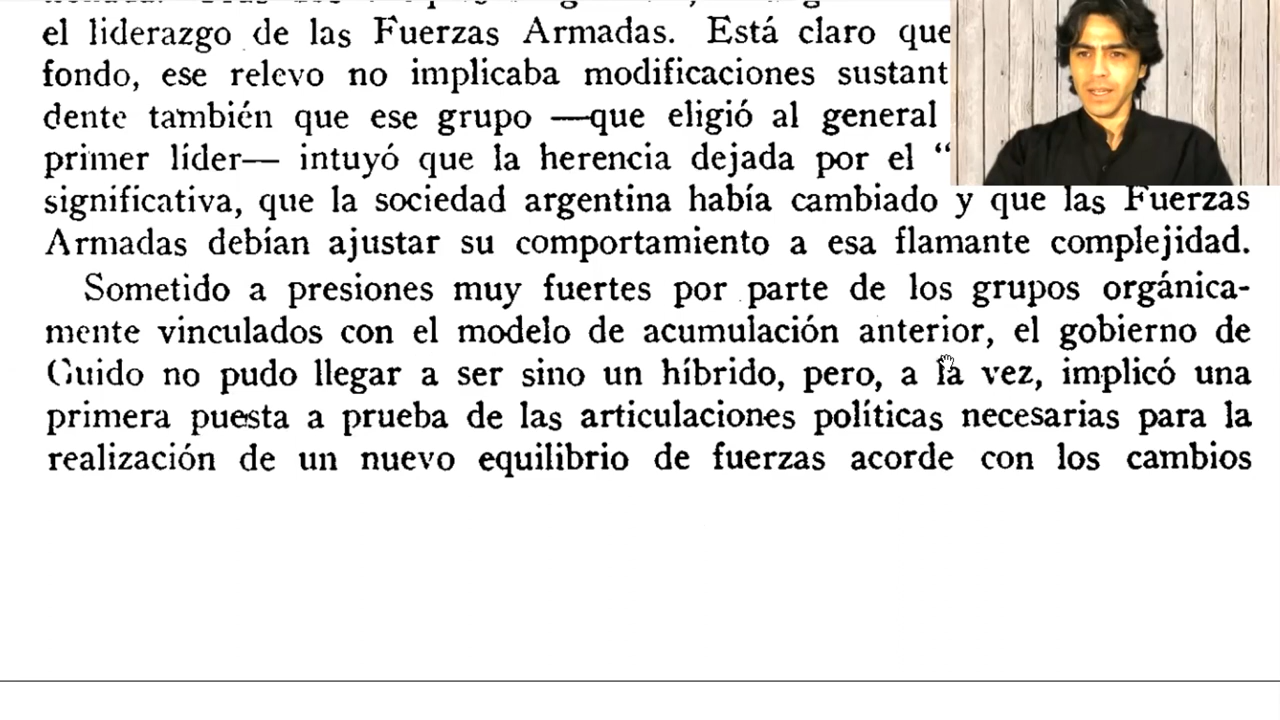 el liderazgo de las Fuerzas Armadas. Está claro que
fondo, ese relevo no implicaba modificaciones sustant
dente también que ese grupo —que eligió al general
primer líder— intuyó que la herencia dejada por el “
significativa, que la sociedad argentina había cambiado y que las Fuerzas
Armadas debían ajustar su comportamiento a esa flamante complejidad.
Sometido a presiones muy fuertes por parte de los grupos orgánica-
mente vinculados con el modelo de acumulación anterior, el gobierno de
Guido no pudo llegar a ser sino un híbrido, pero, a la vez, implicó una
primera puesta a prueba de las articulaciones políticas necesarias para la
realización de un nuevo equilibrio de fuerzas acorde con los cambios